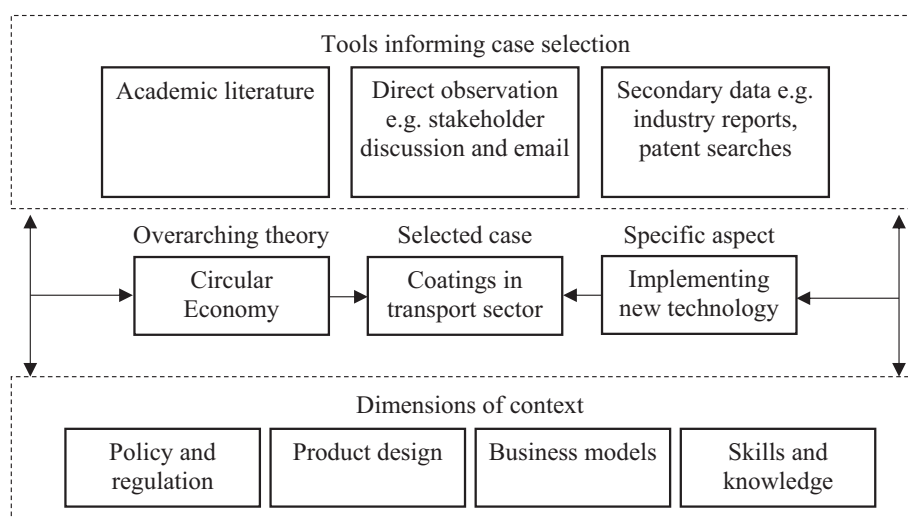 Tools informing case selection
Academic literature
Direct observation
e.g. stakeholder
discussion and email
Secondary data e.g.
industry reports,
patent searches
Overarching theory
Circular
Economy
Selected case
Coatings in
transport sector
Specific aspect
Implementing
new technology
Dimensions of context
Policy and
regulation
Product design
Business models
Skills and
knowledge